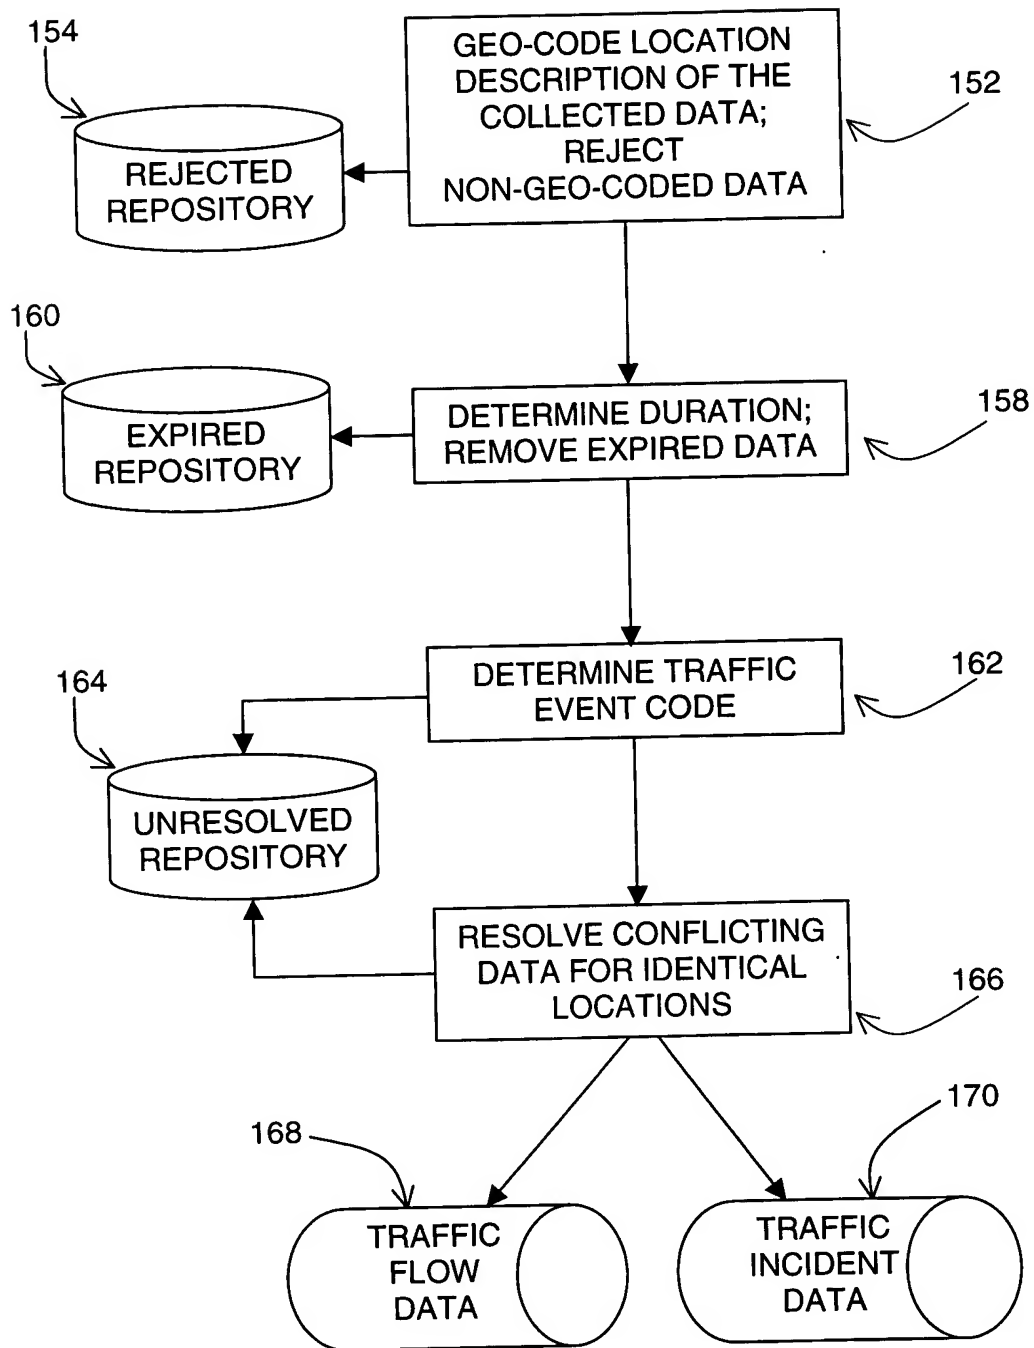 154
GEO-CODE LOCATION
DESCRIPTION OF THE
COLLECTED DATA;
REJECT
NON-GEO-CODED DATA
152
REJECTED
REPOSITORY
160
EXPIRED
REPOSITORY
DETERMINE DURATION;
REMOVE EXPIRED DATA
158
164
DETERMINE TRAFFIC
EVENT CODE
162
UNRESOLVED
REPOSITORY
RESOLVE CONFLICTING
DATA FOR IDENTICAL
LOCATIONS
166
168
170
TRAFFIC
FLOW
DATA
TRAFFIC
INCIDENT
DATA